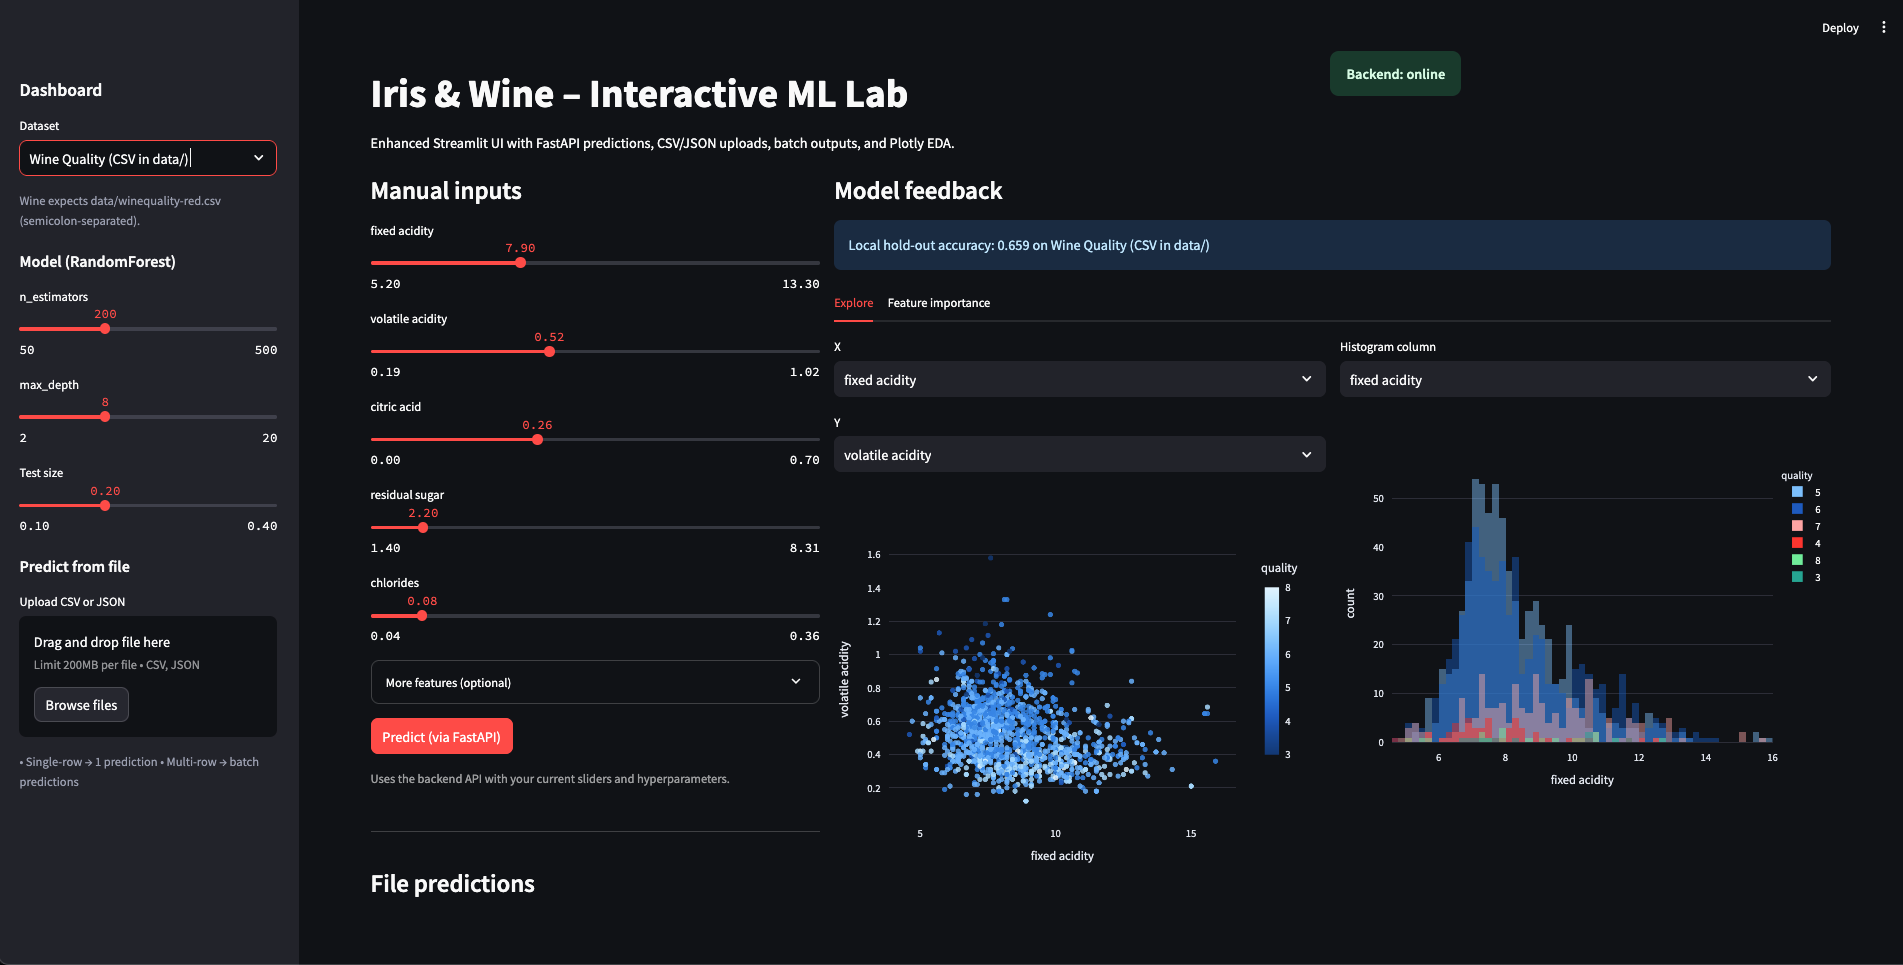 Deploy
Dashboard
Dataset
Wine Quality (CSV in data/)
Wine expects data/winequality-red.csv
(semicolon-separated).
Model (RandomForest)
n_estimators
200
50 500
max_depth
8
2 20
Test size
0.20
0.10 0.40
Predict from file
Upload CSV or JSON
Drag and drop file here
Limit 200MB per file • CSV, JSON
Browse files
• Single-row → 1 prediction • Multi-row → batch
predictions
Backend: online
Iris & Wine – Interactive ML Lab
Enhanced Streamlit UI with FastAPI predictions, CSV/JSON uploads, batch outputs, and Plotly EDA.
Manual inputs
fixed acidity
7.90
5.20 13.30
volatile acidity
0.52
0.19 1.02
citric acid
0.26
0.00 0.70
residual sugar
2.20
1.40 8.31
chlorides
0.08
0.04 0.36
More features (optional)
Predict (via FastAPI)
Uses the backend API with your current sliders and hyperparameters.
File predictions
Model feedback
Local hold-out accuracy: 0.659 on Wine Quality (CSV in data/)
Explore Feature importance
X
fixed acidity
Y
volatile acidity
1.6
1.4
1.2
1
0.8
0.6
0.4
0.2
volatile acidity
5 10 15
fixed acidity
quality
8
7
6
5
4
3
Histogram column
fixed acidity
50
40
30
20
10
0
count
6 8 10 12 14 16
fixed acidity
quality
5
6
7
4
8
3